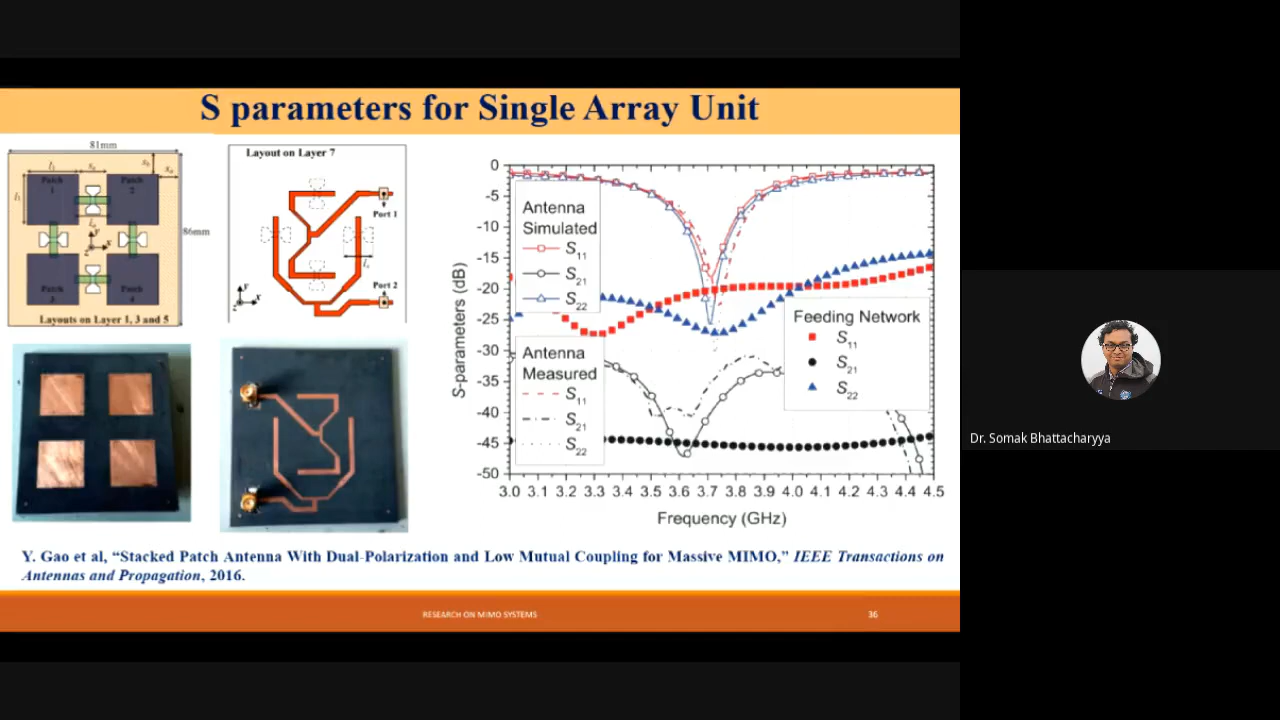 S parameters for Single Array Unit
81mm
86mm
Patch 1
Patch 2
Patch 3
Patch 4
y
x
z
Layouts on Layer 1, 3 and 5
Layout on Layer 7
Port 1
Port 2
y
x
z
S-parameters (dB)
0
-5
-10
-15
-20
-25
-30
-35
-40
-45
-50
Antenna
Simulated
S11
S21
S22
Antenna
Measured
S11
S21
S22
Feeding Network
S11
S21
S22
3.0 3.1 3.2 3.3 3.4 3.5 3.6 3.7 3.8 3.9 4.0 4.1 4.2 4.3 4.4 4.5
Frequency (GHz)
Y. Gao et al, “Stacked Patch Antenna With Dual-Polarization and Low Mutual Coupling for Massive MIMO,” IEEE Transactions on
Antennas and Propagation, 2016.
RESEARCH ON MIMO SYSTEMS
36
Dr. Somak Bhattacharyya